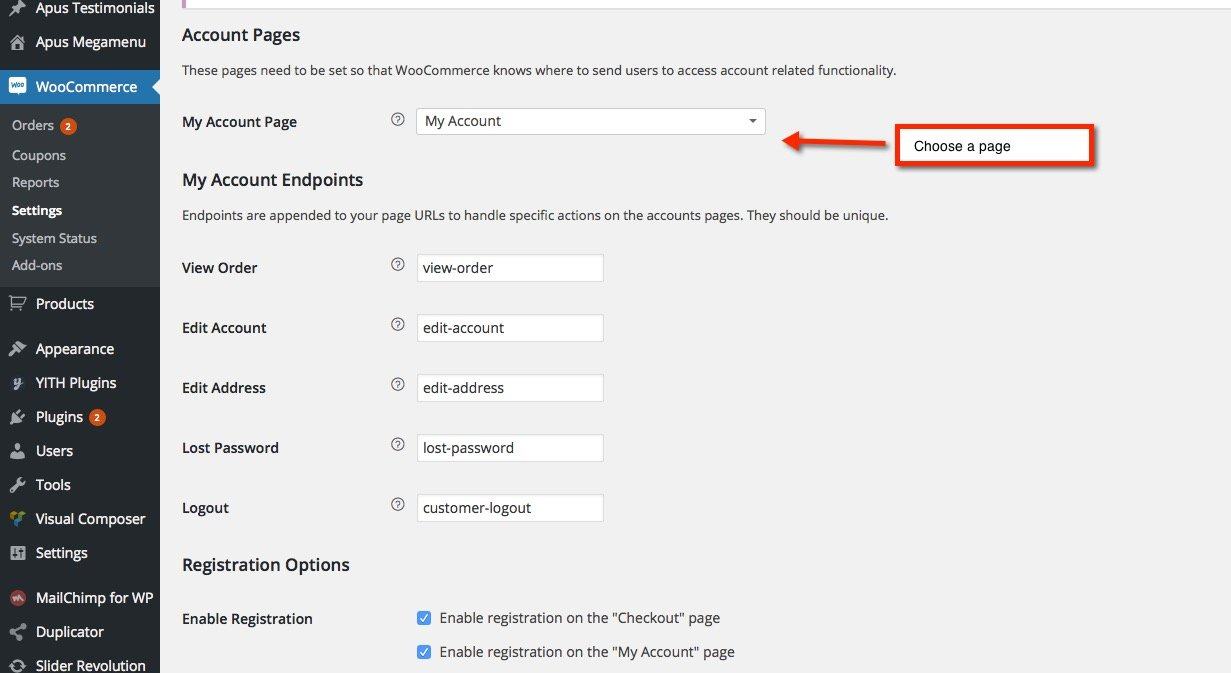 Apus Testimonials
Apus Megamenu
WooCommerce
Orders 2
Coupons
Reports
Settings
System Status
Add-ons
Products
Appearance
YITH Plugins
Plugins 2
Users
Tools
Visual Composer
Settings
MailChimp for WP
Duplicator
Slider Revolution
Account Pages
These pages need to be set so that WooCommerce knows where to send users to access account related functionality.
My Account Page ? My Account
Choose a page
My Account Endpoints
Endpoints are appended to your page URLs to handle specific actions on the accounts pages. They should be unique.
View Order ? view-order
Edit Account ? edit-account
Edit Address ? edit-address
Lost Password ? lost-password
Logout ? customer-logout
Registration Options
Enable Registration Enable registration on the "Checkout" page
Enable registration on the "My Account" page